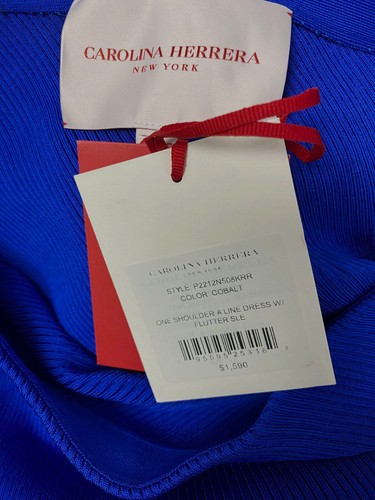 CAROLINA HERRERA
NEW YORK
CAROLINA HERRERA
NEW YORK
STYLE: P2212N506KRR
COLOR: COBALT
ONE SHOULDER A LINE DRESS W/
FLUTTER SLE
$1,590